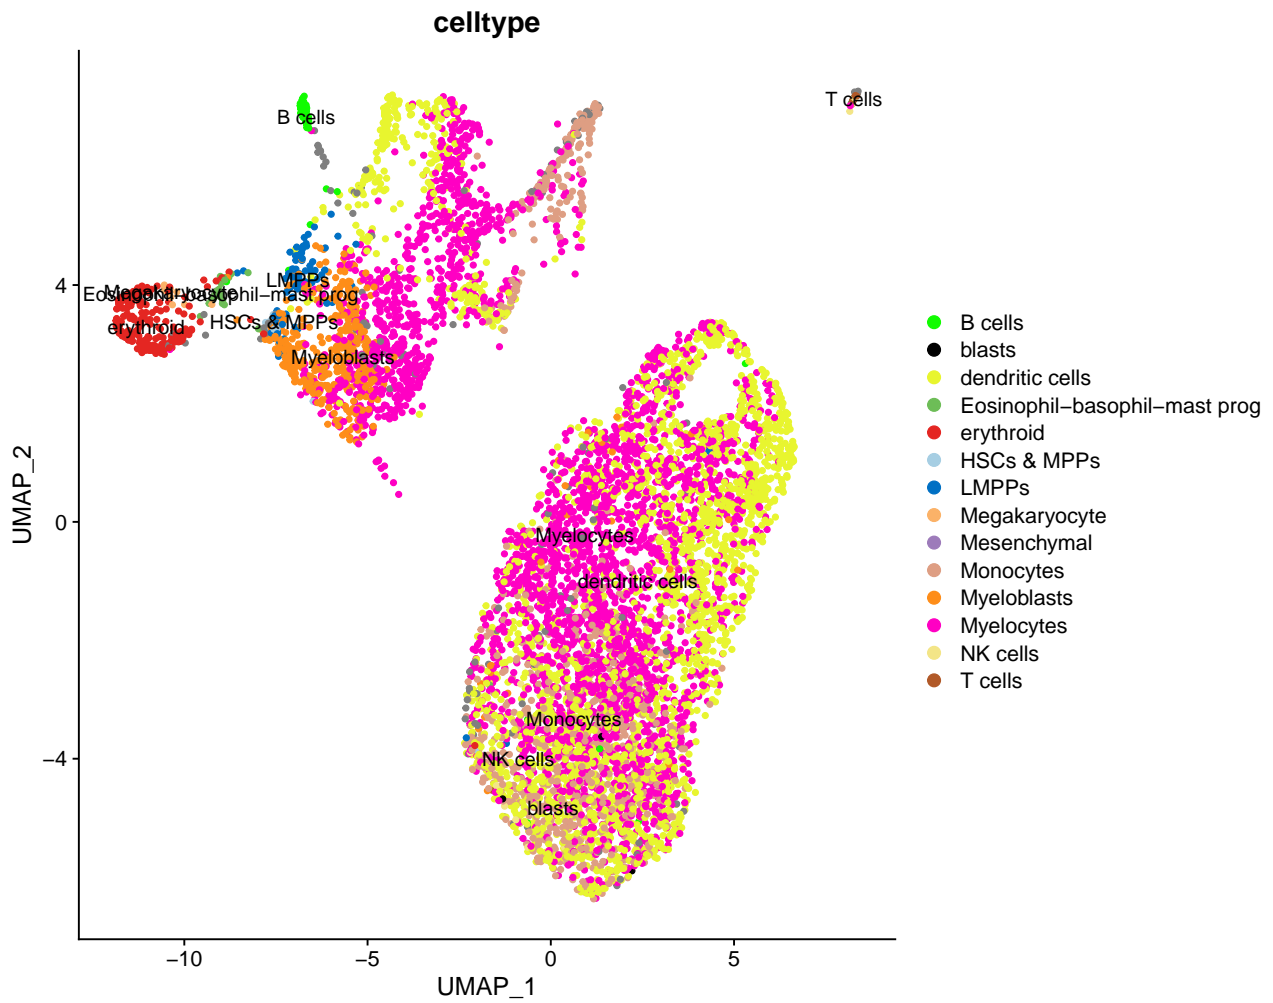 celltype
T cells
B cells
LMPPs
Megakaryocyte
Eosinophil−basophil−mast prog
HSCs & MPPs
erythroid
Myeloblasts
Myelocytes
dendritic cells
Monocytes
NK cells
blasts
4
0
−4
UMAP_2
−10
−5
0
5
UMAP_1
B cells
blasts
dendritic cells
Eosinophil−basophil−mast prog
erythroid
HSCs & MPPs
LMPPs
Megakaryocyte
Mesenchymal
Monocytes
Myeloblasts
Myelocytes
NK cells
T cells